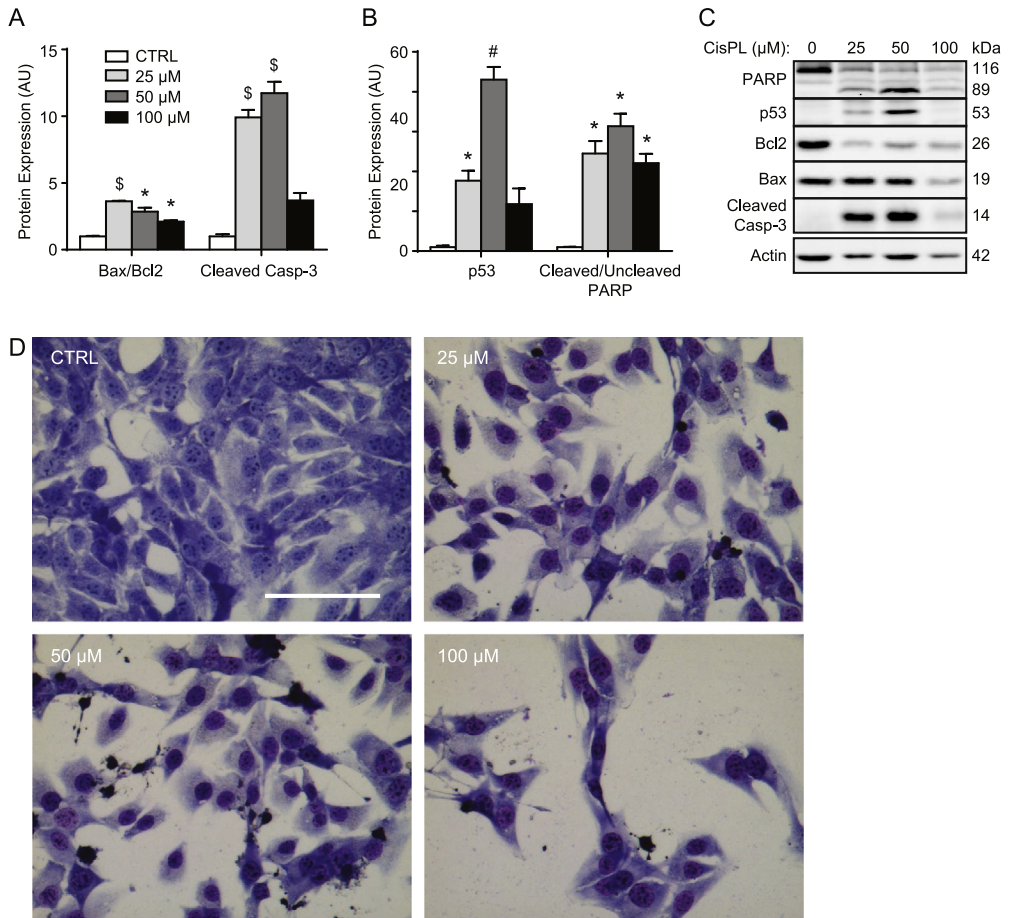 A
15
10
5
0
Protein Expression (AU)
CTRL
25 µM
50 µM
100 µM
$
*
*
$
$
Bax/Bcl2
Cleaved Casp-3
B
60
40
20
0
Protein Expression (AU)
*
#
*
*
*
p53
Cleaved/Uncleaved
PARP
C
CisPL (µM): 0 25 50 100 kDa
PARP 116
89
p53 53
Bcl2 26
Bax 19
Cleaved
Casp-3 14
Actin 42
D
CTRL
25 µM
50 µM
100 µM